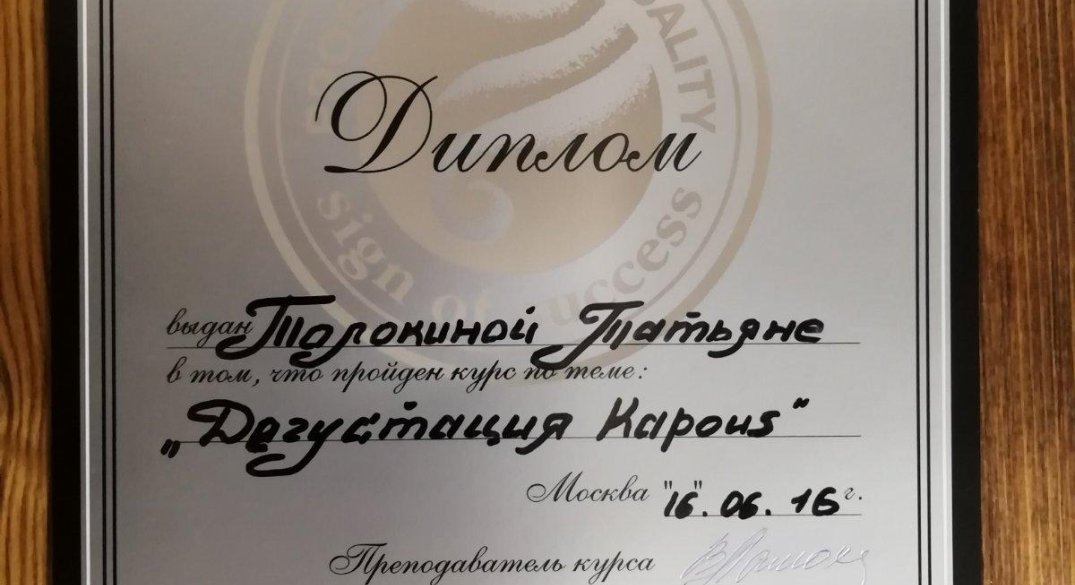 ALITY
Диплом
sign of success
выдан Толокиной Татьяне
в том, что пройден курс по теме:
„Дегустация Kapous“
Москва "16". 06. 16 г.
Преподаватель курса